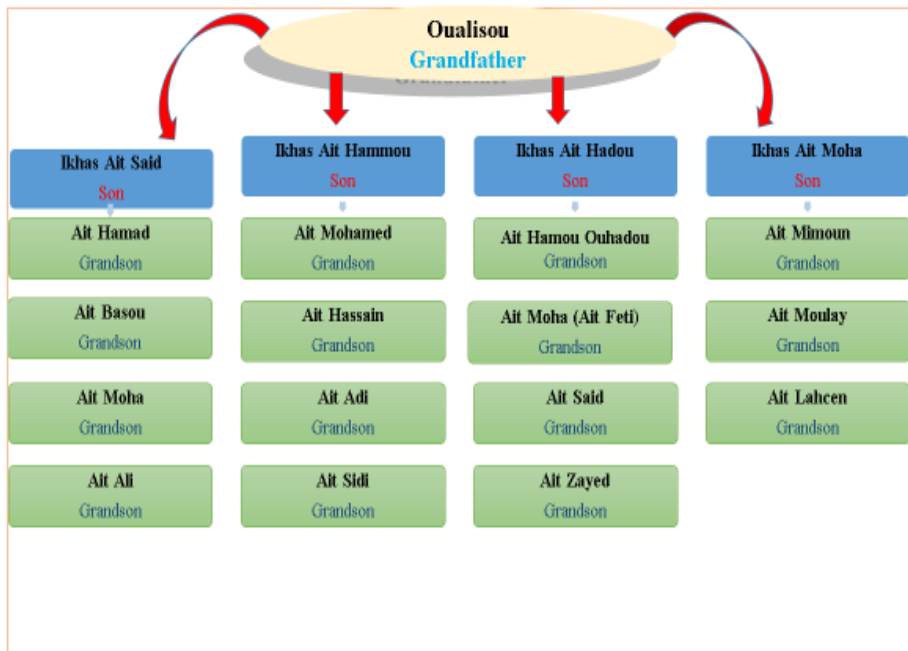 Oualisou
Grandfather
Ikhas Ait Said
Son
Ait Hamad
Grandson
Ait Basou
Grandson
Ait Moha
Grandson
Ait Ali
Grandson
Ikhas Ait Hammou
Son
Ait Mohamed
Grandson
Ait Hassain
Grandson
Ait Adi
Grandson
Ait Sidi
Grandson
Ikhas Ait Hadou
Son
Ait Hamou Ouhadou
Grandson
Ait Moha (Ait Feti)
Grandson
Ait Said
Grandson
Ait Zayed
Grandson
Ikhas Ait Moha
Son
Ait Mimoun
Grandson
Ait Moulay
Grandson
Ait Lahcen
Grandson